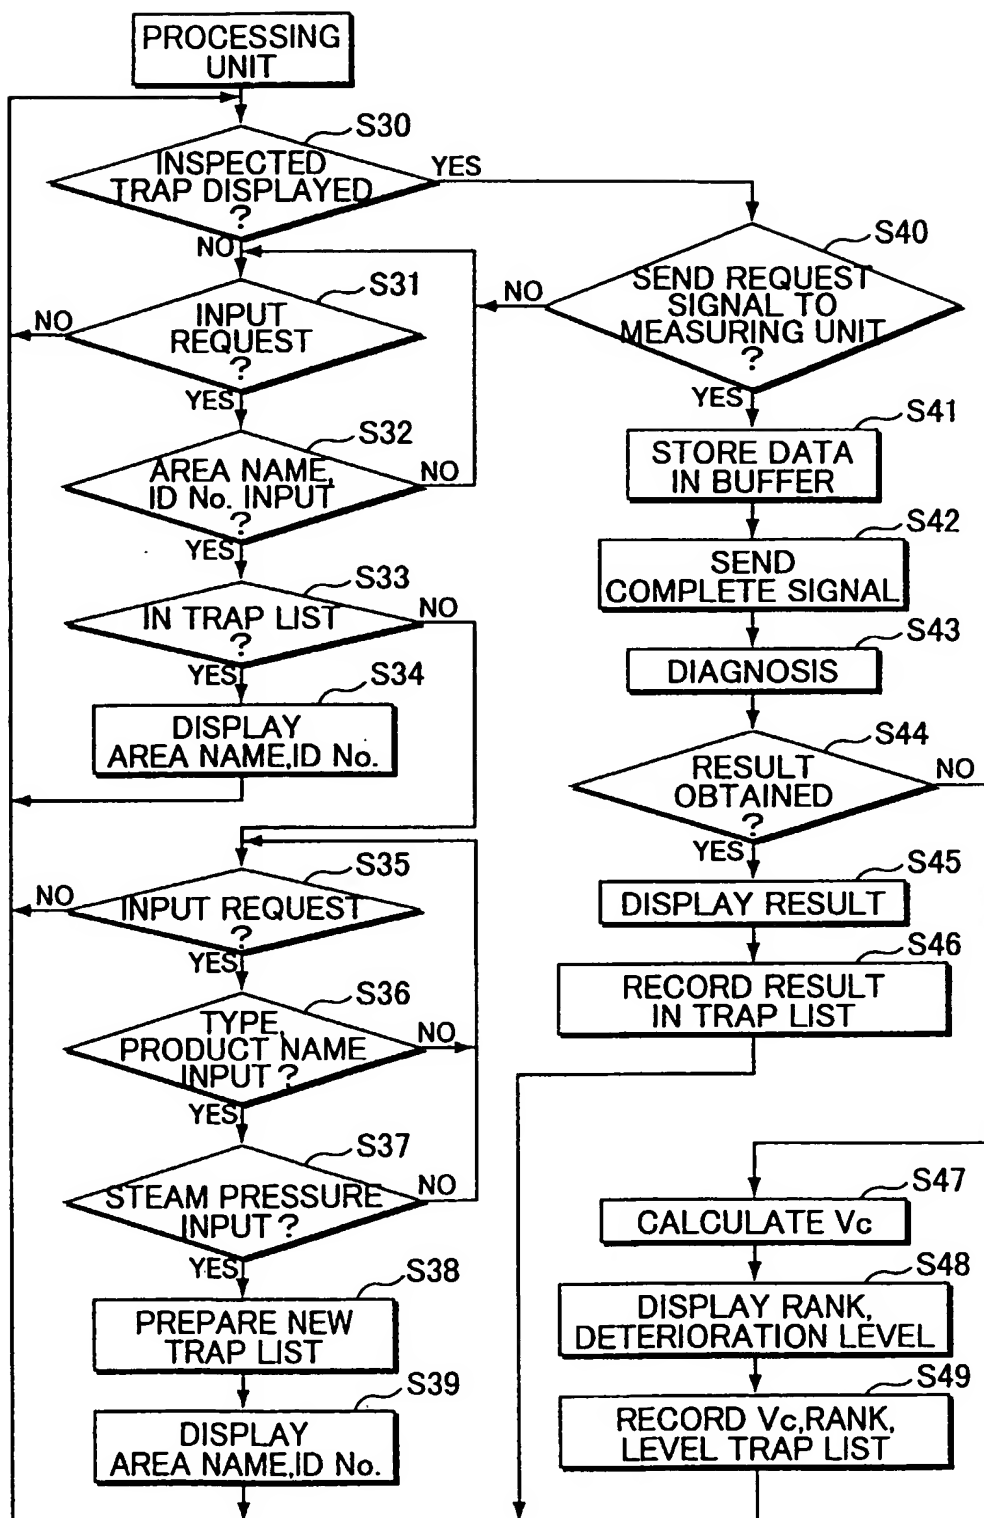 PROCESSING
UNIT
S30
INSPECTED
TRAP DISPLAYED
?
YES
NO
S31
INPUT
REQUEST
?
NO
YES
S32
AREA NAME,
ID No. INPUT
?
NO
YES
S33
IN TRAP LIST
?
NO
YES
S34
DISPLAY
AREA NAME,ID No.
S35
INPUT REQUEST
?
NO
YES
S36
TYPE,
PRODUCT NAME
INPUT ?
NO
YES
S37
STEAM PRESSURE
INPUT ?
NO
YES
S38
PREPARE NEW
TRAP LIST
S39
DISPLAY
AREA NAME,ID No.
S40
SEND REQUEST
SIGNAL TO
MEASURING UNIT
?
NO
YES
S41
STORE DATA
IN BUFFER
S42
SEND
COMPLETE SIGNAL
S43
DIAGNOSIS
S44
RESULT
OBTAINED
?
NO
YES
S45
DISPLAY RESULT
S46
RECORD RESULT
IN TRAP LIST
S47
CALCULATE Vc
S48
DISPLAY RANK,
DETERIORATION LEVEL
S49
RECORD Vc,RANK,
LEVEL TRAP LIST